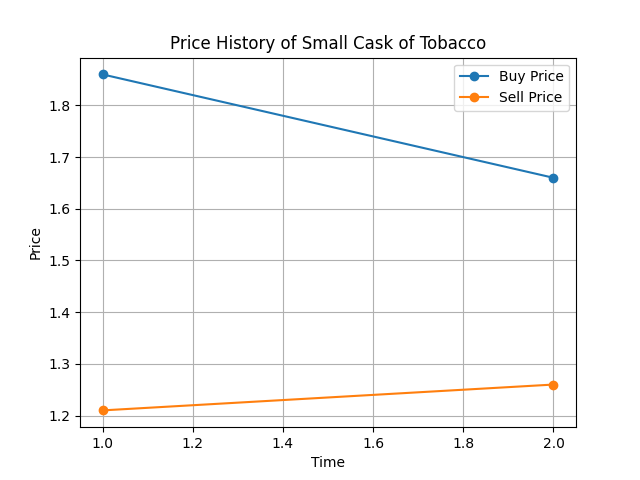 Price History of Small Cask of Tobacco
Buy Price
Sell Price
Price
1.8
1.7
1.6
1.5
1.4
1.3
1.2
1.0 1.2 1.4 1.6 1.8 2.0
Time